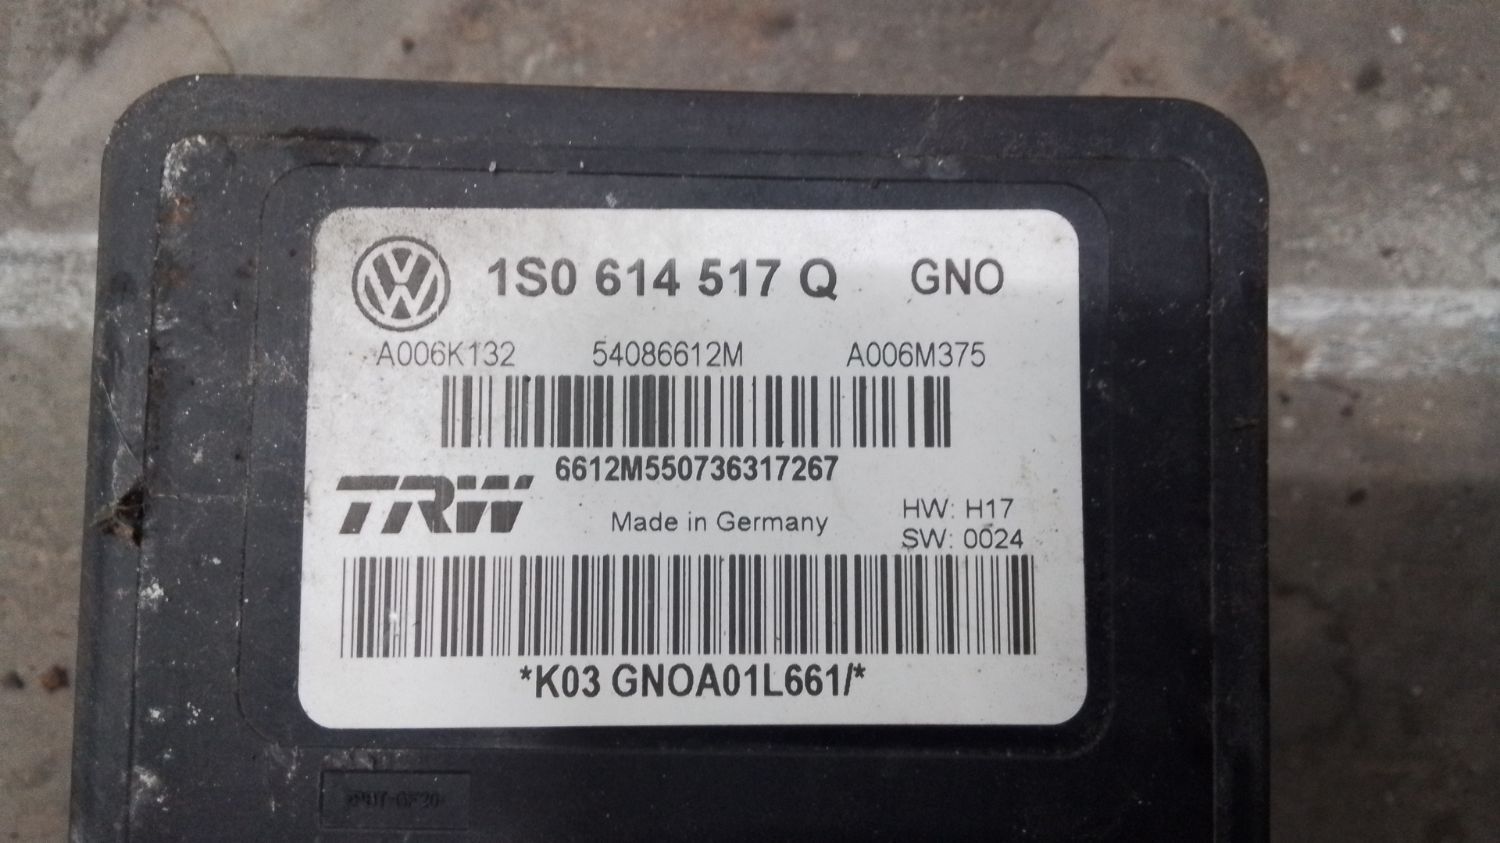 1S0 614 517 Q GNO
A006K132 54086612M A006M375
6612M550736317267
TRW
Made in Germany
HW: H17
SW: 0024
*K03 GNOA01L661/*